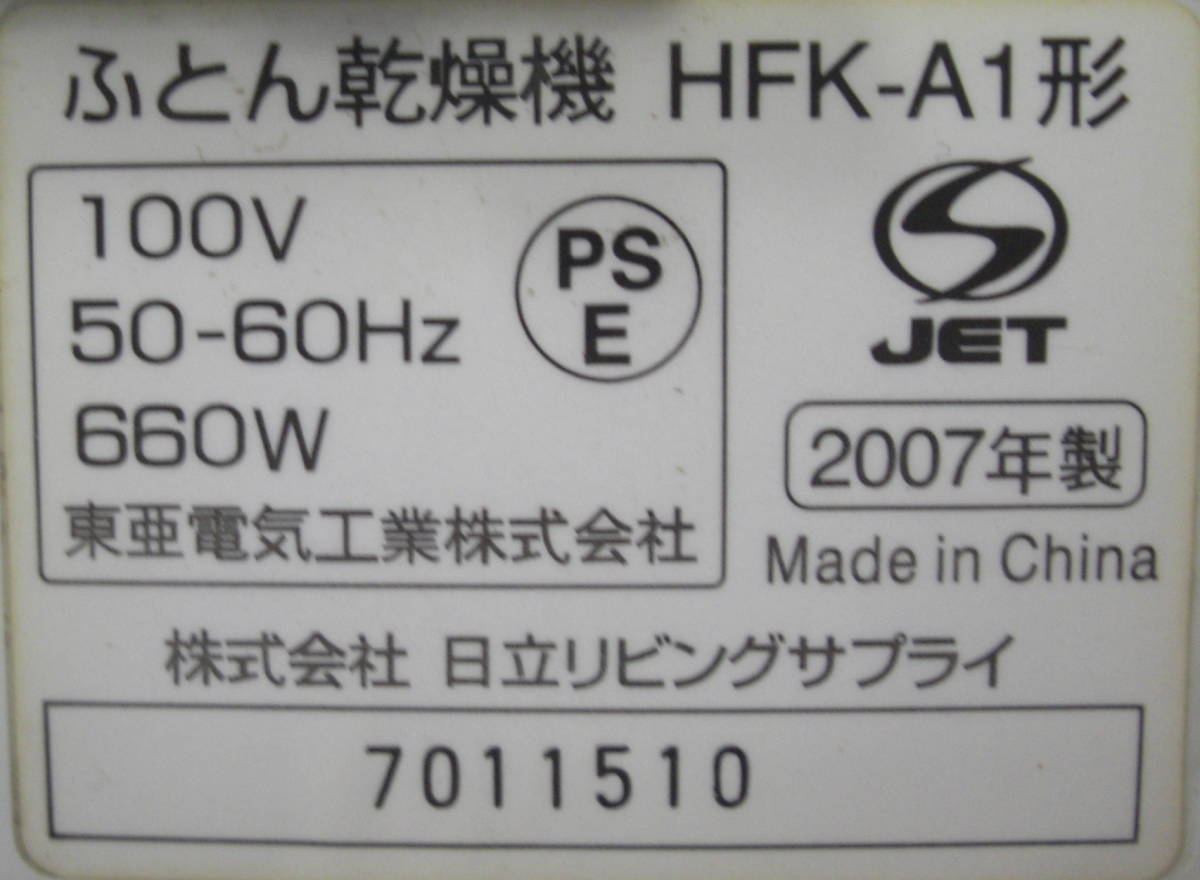 ふとん乾燥機 HFK-A1形
100V
50-60Hz
660W
PS
E
東亜電気工業株式会社
JET
2007年製
Made in China
株式会社 日立リビングサプライ
7011510